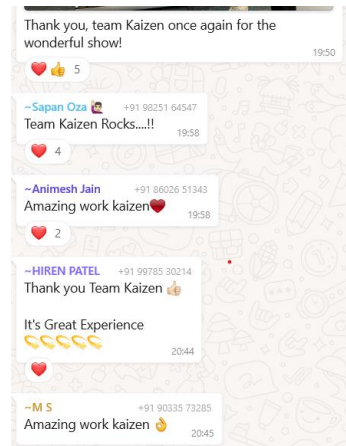 Thank you, team Kaizen once again for the
wonderful show!
19:50
❤️👍 5
~Sapan Oza 🙋🏻‍♂️ +91 98251 64547
Team Kaizen Rocks....!!
19:58
❤️ 4
~Animesh Jain +91 86026 51343
Amazing work kaizen❤️
19:58
❤️ 2
~HIREN PATEL +91 99785 30214
Thank you Team Kaizen 👍🏻
It's Great Experience
💫💫💫💫💫
20:44
❤️
~M S +91 90335 73285
Amazing work kaizen 👌
20:45